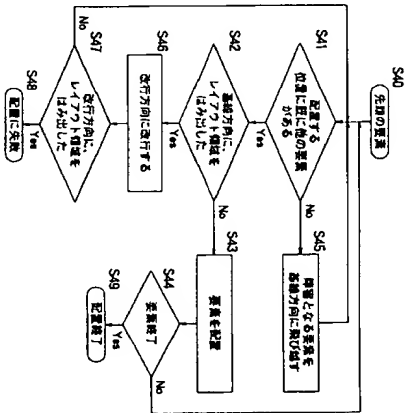 S40
先頭の要素
S41
配置する
位置に既に他の要素
がある
Yes
No
S45
障害となる要素を
基線方向に飛び越す
S42
基線方向に、
レイアウト領域を
はみ出した
Yes
No
S43
要素を配置
S46
改行方向に改行する
S44
要素終了
No
Yes
S47
改行方向に、
レイアウト領域を
はみ出した
No
Yes
S49
配置終了
S48
配置に失敗